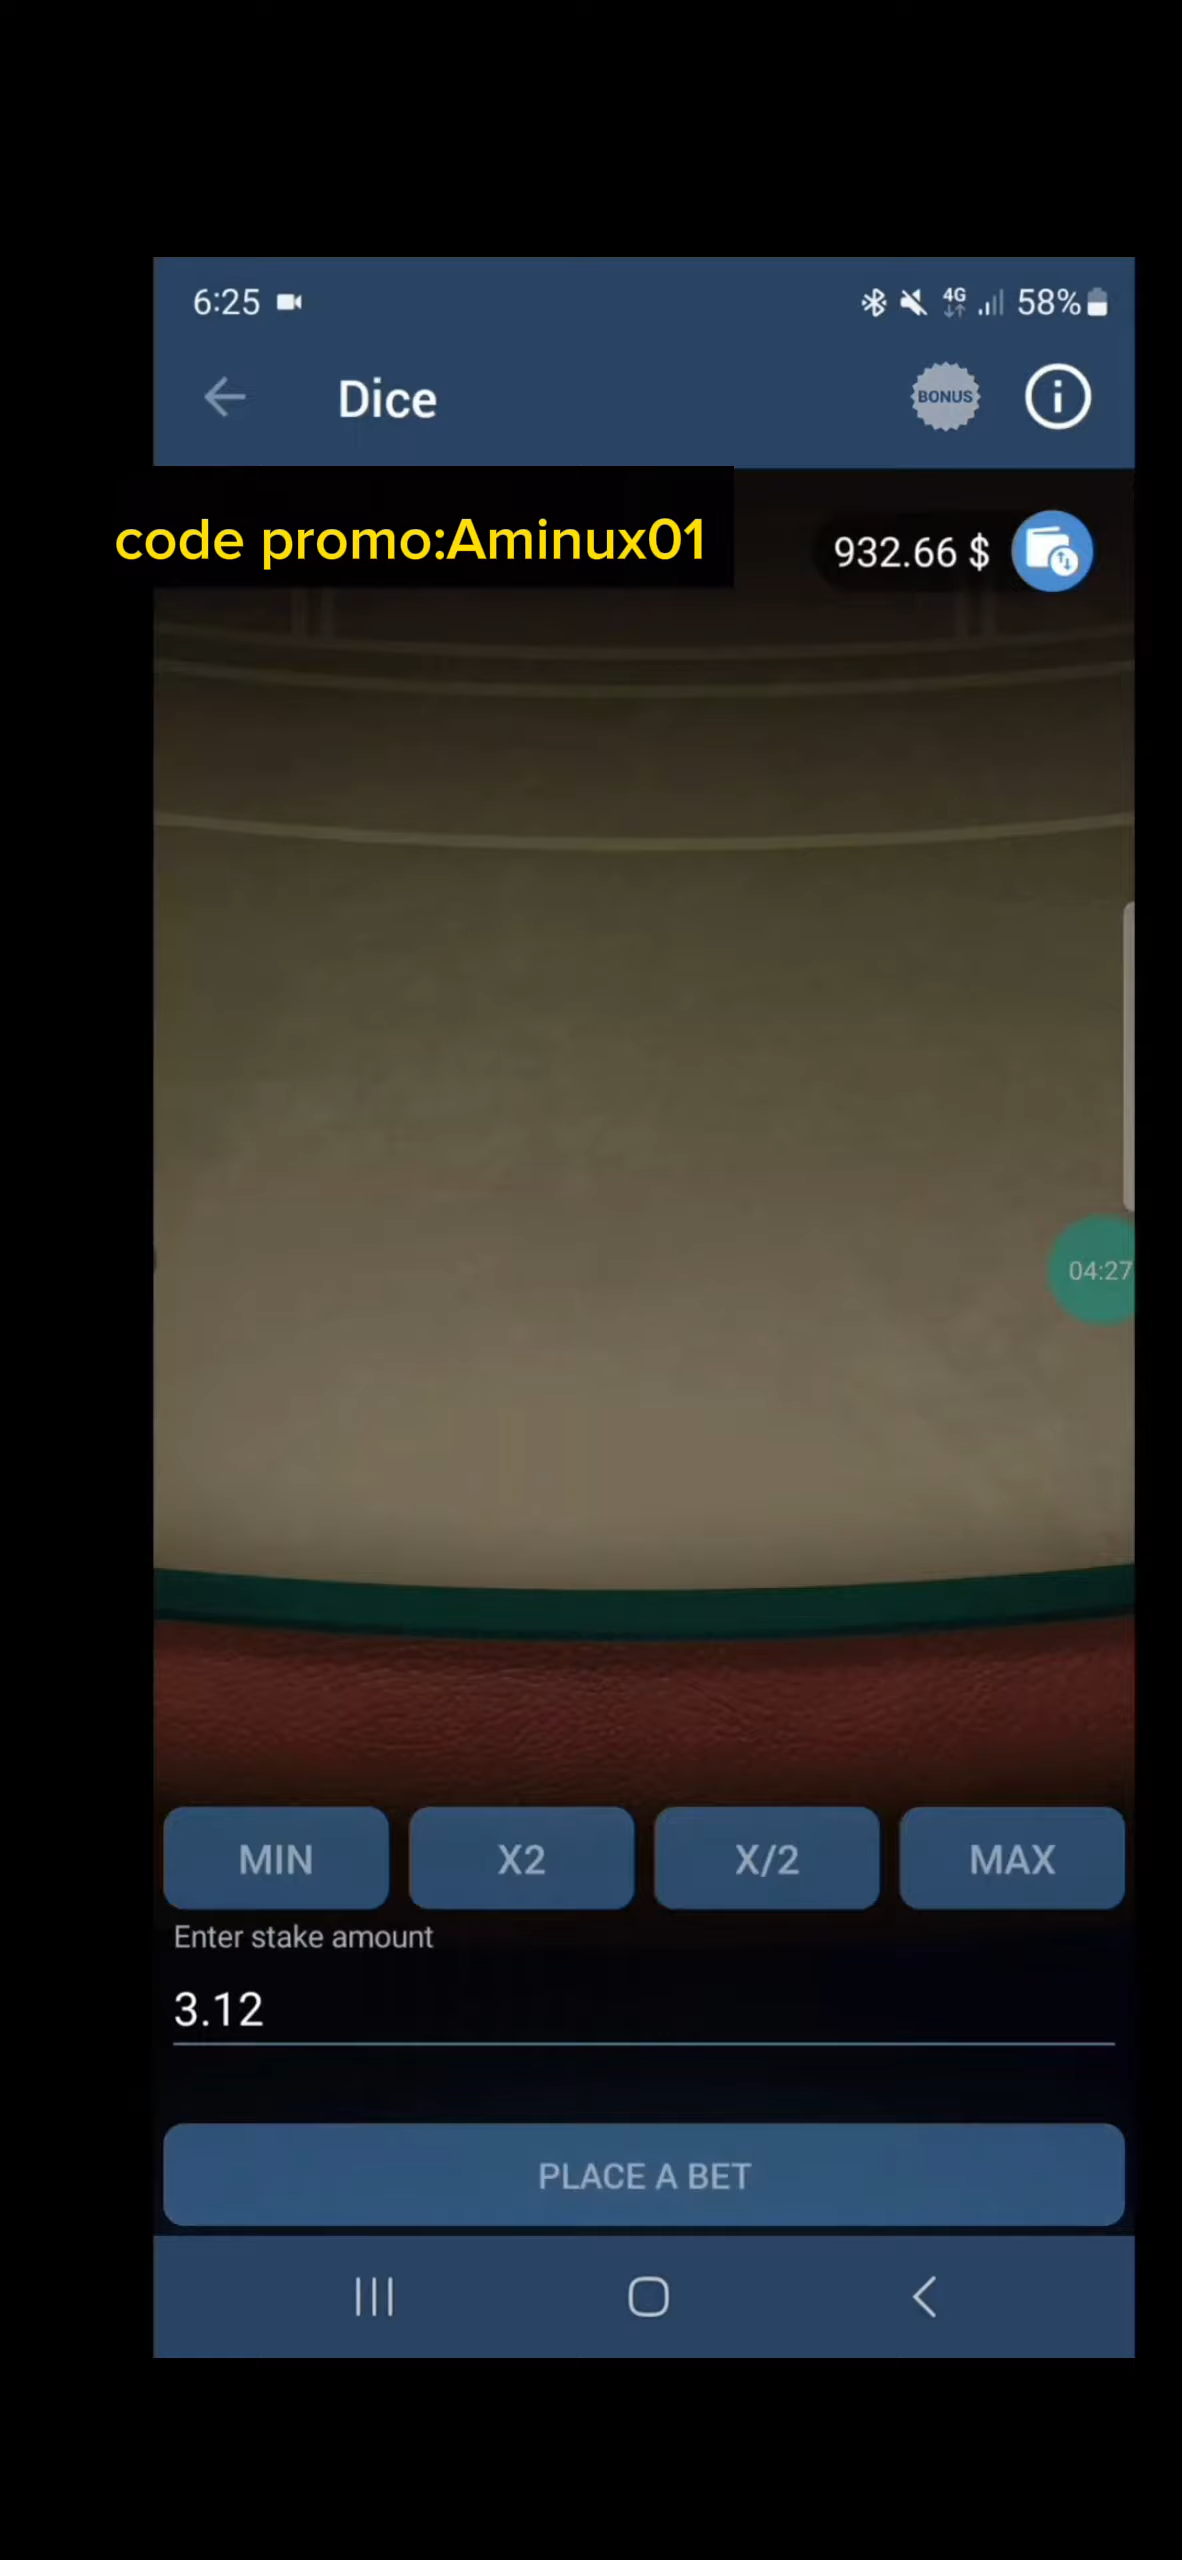 6:25
4G
58%
Dice
BONUS
code promo:Aminux01
932.66 $
04:27
MIN
X2
X/2
MAX
Enter stake amount
3.12
PLACE A BET